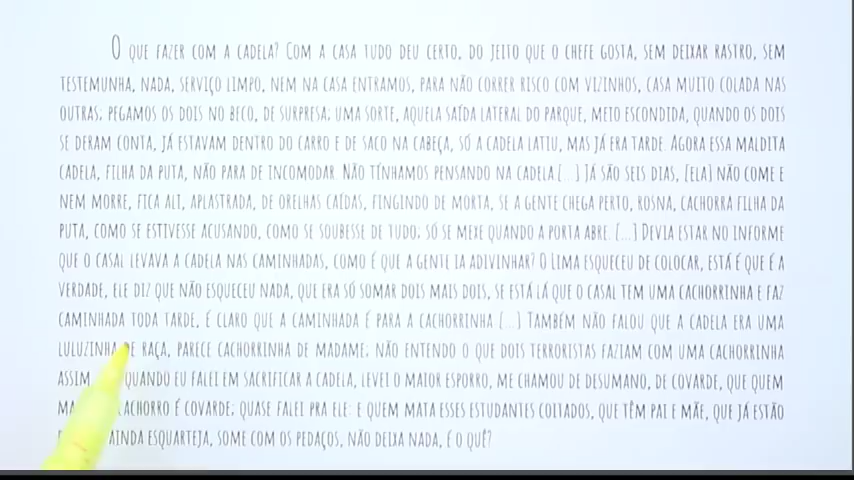 O QUE FAZER COM A CADELA? COM A CASA TUDO DEU CERTO, DO JEITO QUE O CHEFE GOSTA, SEM DEIXAR RASTRO, SEM
TESTEMUNHA, NADA, SERVIÇO LIMPO, NEM NA CASA ENTRAMOS, PARA NÃO CORRER RISCO COM VIZINHOS, CASA MUITO COLADA NAS
OUTRAS; PEGAMOS OS DOIS NO BECO, DE SURPRESA; UMA SORTE, AQUELA SAÍDA LATERAL DO PARQUE, MEIO ESCONDIDA, QUANDO OS DOIS
SE DERAM CONTA, JÁ ESTAVAM DENTRO DO CARRO E DE SACO NA CABEÇA, SÓ A CADELA LATIU, MAS JÁ ERA TARDE. AGORA ESSA MALDITA
CADELA, FILHA DA PUTA, NÃO PARA DE INCOMODAR. NÃO TÍNHAMOS PENSANDO NA CADELA [...] JÁ SÃO SEIS DIAS, [ELA] NÃO COME E
NEM MORRE, FICA ALI, APLASTRADA, DE ORELHAS CAÍDAS, FINGINDO DE MORTA, SE A GENTE CHEGA PERTO, ROSNA, CACHORRA FILHA DA
PUTA, COMO SE ESTIVESSE ACUSANDO, COMO SE SOUBESSE DE TUDO; SÓ SE MEXE QUANDO A PORTA ABRE. [...] DEVIA ESTAR NO INFORME
QUE O CASAL LEVAVA A CADELA NAS CAMINHADAS, COMO É QUE A GENTE IA ADIVINHAR? O LIMA ESQUECEU DE COLOCAR, ESTÁ É QUE É A
VERDADE, ELE DIZ QUE NÃO ESQUECEU NADA, QUE ERA SÓ SOMAR DOIS MAIS DOIS, SE ESTÁ LÁ QUE O CASAL TEM UMA CACHORRINHA E FAZ
CAMINHADA TODA TARDE, É CLARO QUE A CAMINHADA É PARA A CACHORRINHA [...] TAMBÉM NÃO FALOU QUE A CADELA ERA UMA
LULUZINHA DE RAÇA, PARECE CACHORRINHA DE MADAME; NÃO ENTENDO O QUE DOIS TERRORISTAS FAZIAM COM UMA CACHORRINHA
ASSIM QUANDO EU FALEI EM SACRIFICAR A CADELA, LEVEI O MAIOR ESPORRO, ME CHAMOU DE DESUMANO, DE COVARDE, QUE QUEM
MA CACHORRO É COVARDE; QUASE FALEI PRA ELE: E QUEM MATA ESSES ESTUDANTES COITADOS, QUE TÊM PAI E MÃE, QUE JÁ ESTÃO
AINDA ESQUARTEJA, SOME COM OS PEDAÇOS, NÃO DEIXA NADA, É O QUÊ?